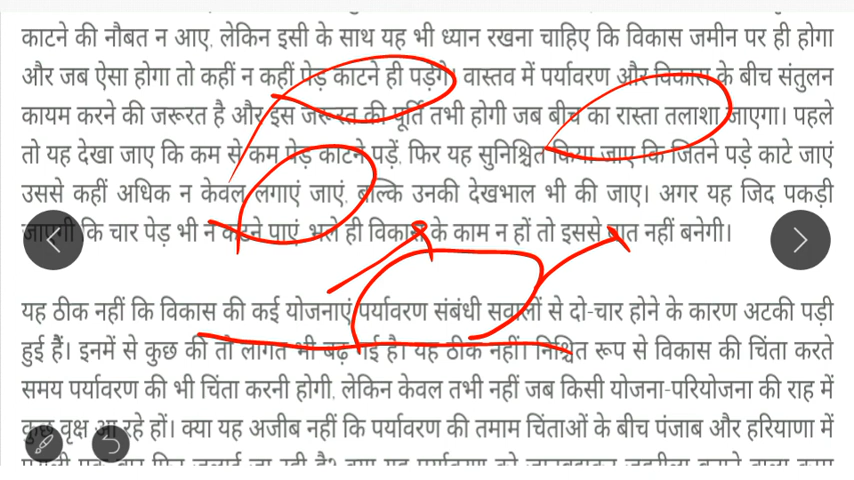 काटने की नौबत न आए, लेकिन इसी के साथ यह भी ध्यान रखना चाहिए कि विकास जमीन पर ही होगा
और जब ऐसा होगा तो कहीं न कहीं पेड़ काटने ही पड़ेंगे। वास्तव में पर्यावरण और विकास के बीच संतुलन
कायम करने की जरूरत है और इस जरूरत की पूर्ति तभी होगी जब बीच का रास्ता तलाशा जाएगा। पहले
तो यह देखा जाए कि कम से कम पेड़ काटने पड़ें, फिर यह सुनिश्चित किया जाए कि जितने पड़े काटे जाएं
उससे कहीं अधिक न केवल लगाएं जाएं, बल्कि उनकी देखभाल भी की जाए। अगर यह जिद पकड़ी
जाएगी कि चार पेड़ भी न कटने पाएं भले ही विकास के काम न हों तो इससे बात नहीं बनेगी।
यह ठीक नहीं कि विकास की कई योजनाएं पर्यावरण संबंधी सवालों से दो-चार होने के कारण अटकी पड़ी
हुई हैं। इनमें से कुछ की तो लागत भी बढ़ गई है। यह ठीक नहीं। निश्चित रूप से विकास की चिंता करते
समय पर्यावरण की भी चिंता करनी होगी, लेकिन केवल तभी नहीं जब किसी योजना-परियोजना की राह में
कुछ वृक्ष आ रहे हों। क्या यह अजीब नहीं कि पर्यावरण की तमाम चिंताओं के बीच पंजाब और हरियाणा में